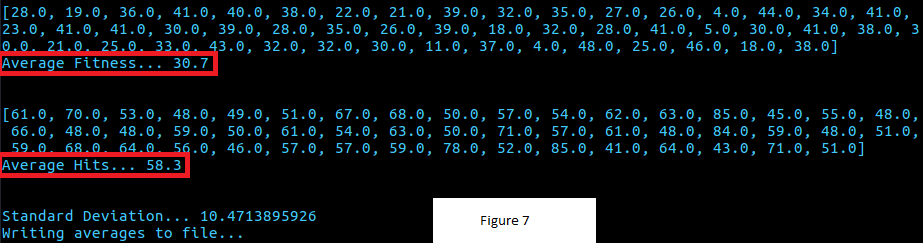 [28.0, 19.0, 36.0, 41.0, 40.0, 38.0, 22.0, 21.0, 39.0, 32.0, 35.0, 27.0, 26.0, 4.0, 44.0, 34.0, 41.0,
23.0, 41.0, 41.0, 30.0, 39.0, 28.0, 35.0, 26.0, 39.0, 18.0, 32.0, 28.0, 41.0, 5.0, 30.0, 41.0, 38.0, 3
0.0, 21.0, 25.0, 33.0, 43.0, 32.0, 32.0, 30.0, 11.0, 37.0, 4.0, 48.0, 25.0, 46.0, 18.0, 38.0]
Average Fitness... 30.7
[61.0, 70.0, 53.0, 48.0, 49.0, 51.0, 67.0, 68.0, 50.0, 57.0, 54.0, 62.0, 63.0, 85.0, 45.0, 55.0, 48.0,
66.0, 48.0, 48.0, 59.0, 50.0, 61.0, 54.0, 63.0, 50.0, 71.0, 57.0, 61.0, 48.0, 84.0, 59.0, 48.0, 51.0,
59.0, 68.0, 64.0, 56.0, 46.0, 57.0, 57.0, 59.0, 78.0, 52.0, 85.0, 41.0, 64.0, 43.0, 71.0, 51.0]
Average Hits... 58.3
Standard Deviation... 10.4713895926
Writing averages to file...
Figure 7